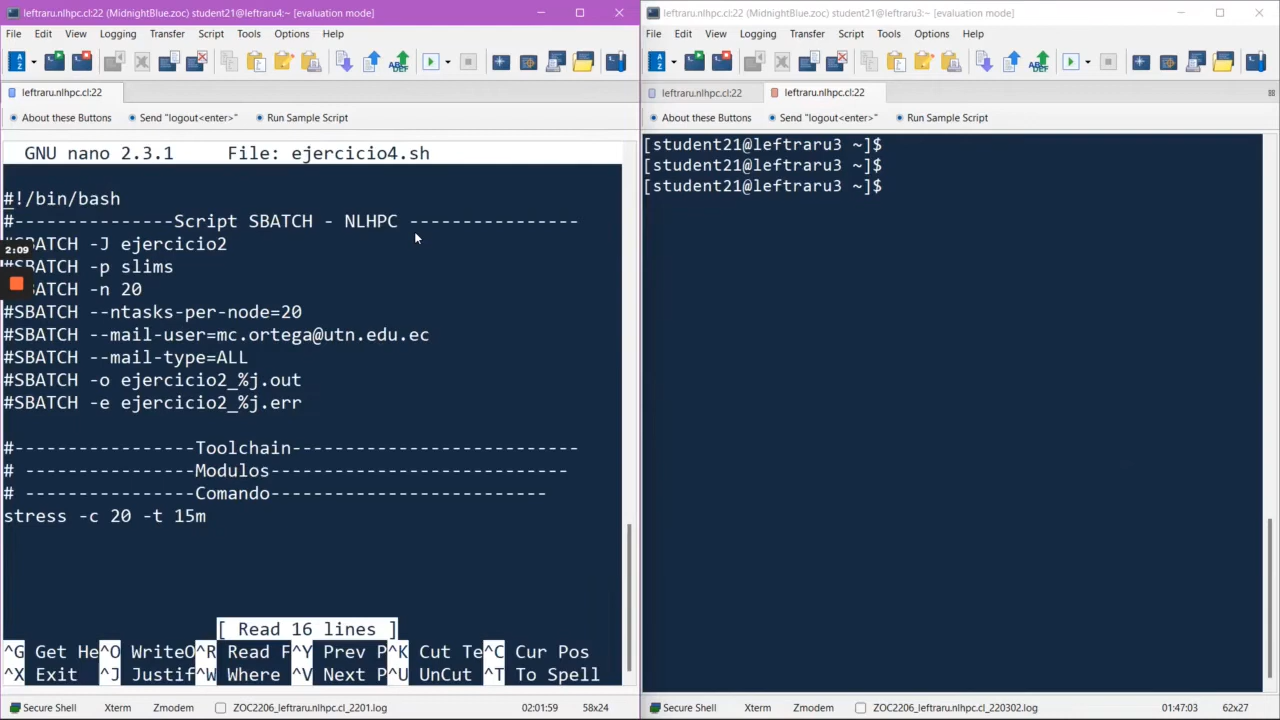 leftraru.nlhpc.cl:22 (MidnightBlue.zoc) student21@leftraru4:~ [evaluation mode]
File Edit View Logging Transfer Script Tools Options Help
leftraru.nlhpc.cl:22
About these Buttons Send "logout<enter>" Run Sample Script
GNU nano 2.3.1 File: ejercicio4.sh
#!/bin/bash
#---------------Script SBATCH - NLHPC ----------------
#SBATCH -J ejercicio2
2:09
#SBATCH -p slims
#SBATCH -n 20
#SBATCH --ntasks-per-node=20
#SBATCH --mail-user=mc.ortega@utn.edu.ec
#SBATCH --mail-type=ALL
#SBATCH -o ejercicio2_%j.out
#SBATCH -e ejercicio2_%j.err
#-----------------Toolchain---------------------------
# ----------------Modulos----------------------------
# ----------------Comando--------------------------
stress -c 20 -t 15m
[ Read 16 lines ]
^G Get He^O WriteO^R Read F^Y Prev P^K Cut Te^C Cur Pos
^X Exit ^J Justif^W Where ^V Next P^U UnCut ^T To Spell
Secure Shell Xterm Zmodem ZOC2206_leftraru.nlhpc.cl_2201.log 02:01:59 58x24
leftraru.nlhpc.cl:22 (MidnightBlue.zoc) student21@leftraru3:~ [evaluation mode]
File Edit View Logging Transfer Script Tools Options Help
leftraru.nlhpc.cl:22 leftraru.nlhpc.cl:22
About these Buttons Send "logout<enter>" Run Sample Script
[student21@leftraru3 ~]$
[student21@leftraru3 ~]$
[student21@leftraru3 ~]$
Secure Shell Xterm Zmodem ZOC2206_leftraru.nlhpc.cl_220302.log 01:47:03 62x27